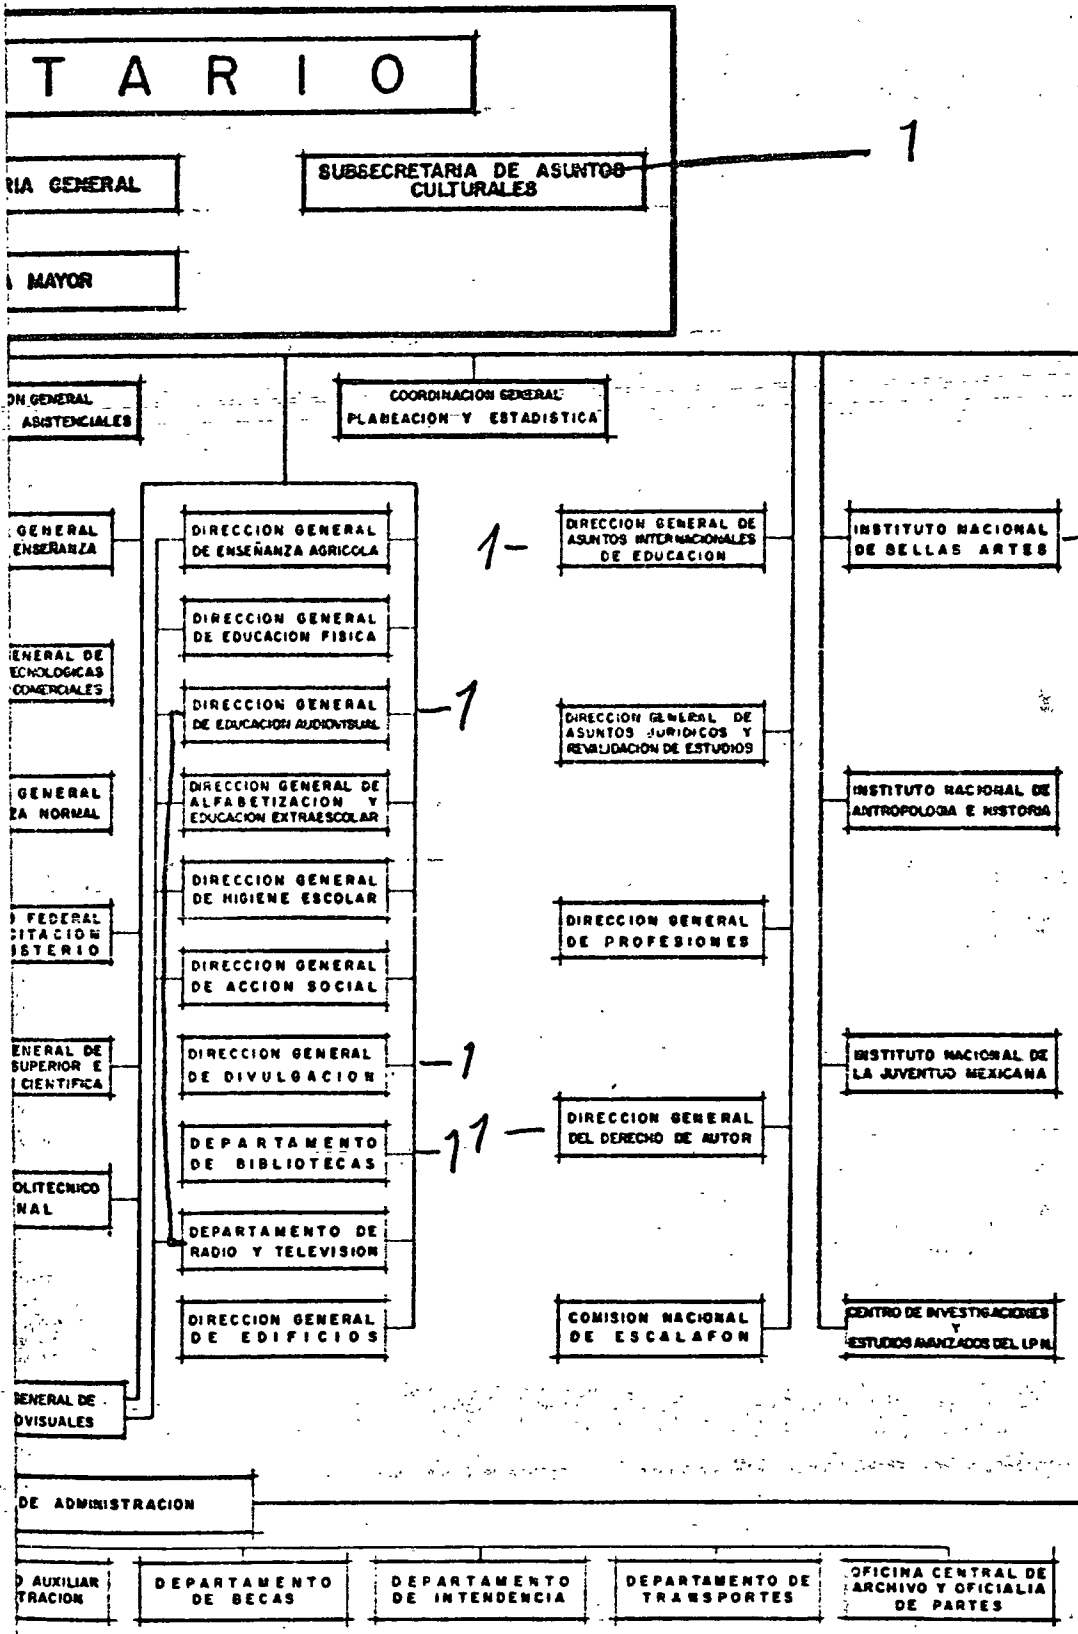 TARIO
RIA GENERAL
SUBSECRETARIA DE ASUNTOS
CULTURALES
1
MAYOR
ON GENERAL
ASISTENCIALES
COORDINACION GENERAL
PLANEACION Y ESTADISTICA
GENERAL
ENSEÑANZA
DIRECCION GENERAL
DE ENSEÑANZA AGRICOLA
1-
DIRECCION GENERAL DE
ASUNTOS INTERNACIONALES
DE EDUCACION
INSTITUTO NACIONAL
DE BELLAS ARTES
DIRECCION GENERAL
DE EDUCACION FISICA
ENERAL DE
ECNOLOGICAS
COMERCIALES
DIRECCION GENERAL
DE EDUCACION AUDIOVISUAL
-1
DIRECCION GENERAL DE
ASUNTOS JURIDICOS Y
REVALIDACION DE ESTUDIOS
GENERAL
ZA NORMAL
DIRECCION GENERAL DE
ALFABETIZACION Y
EDUCACION EXTRAESCOLAR
INSTITUTO NACIONAL DE
ANTROPOLOGIA E HISTORIA
DIRECCION GENERAL
DE HIGIENE ESCOLAR
O FEDERAL
CITACION
ISTERIO
DIRECCION GENERAL
DE PROFESIONES
DIRECCION GENERAL
DE ACCION SOCIAL
ENERAL DE
SUPERIOR E
CIENTIFICA
DIRECCION GENERAL
DE DIVULGACION
-1
INSTITUTO NACIONAL DE
LA JUVENTUD MEXICANA
DEPARTAMENTO
DE BIBLIOTECAS
-1
1-
DIRECCION GENERAL
DEL DERECHO DE AUTOR
OLITECNICO
NAL
DEPARTAMENTO DE
RADIO Y TELEVISION
DIRECCION GENERAL
DE EDIFICIOS
COMISION NACIONAL
DE ESCALAFON
CENTRO DE INVESTIGACIONES
Y
ESTUDIOS AVANZADOS DEL I.P.N.
GENERAL DE
OVISUALES
DE ADMINISTRACION
O AUXILIAR
TRACION
DEPARTAMENTO
DE BECAS
DEPARTAMENTO
DE INTENDENCIA
DEPARTAMENTO DE
TRANSPORTES
OFICINA CENTRAL DE
ARCHIVO Y OFICIALIA
DE PARTES